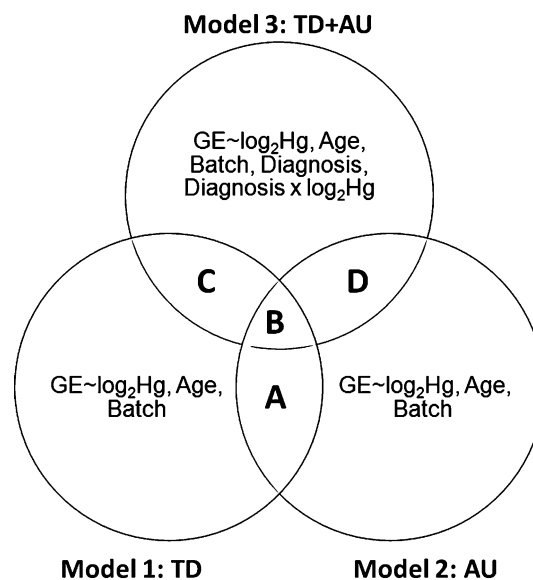 Model 3: TD+AU
GE~log₂Hg, Age,
Batch, Diagnosis,
Diagnosis x log₂Hg
C
D
B
GE~log₂Hg, Age,
Batch
A
GE~log₂Hg, Age,
Batch
Model 1: TD
Model 2: AU